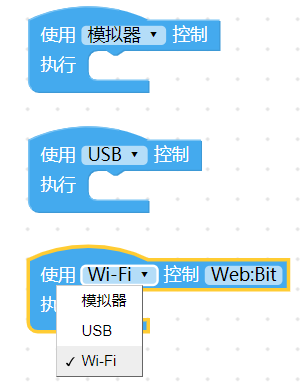 使用 模拟器 ▾ 控制
执行
使用 USB ▾ 控制
执行
使用 Wi-Fi ▾ 控制 Web:Bit
模拟器
USB
✓ Wi-Fi